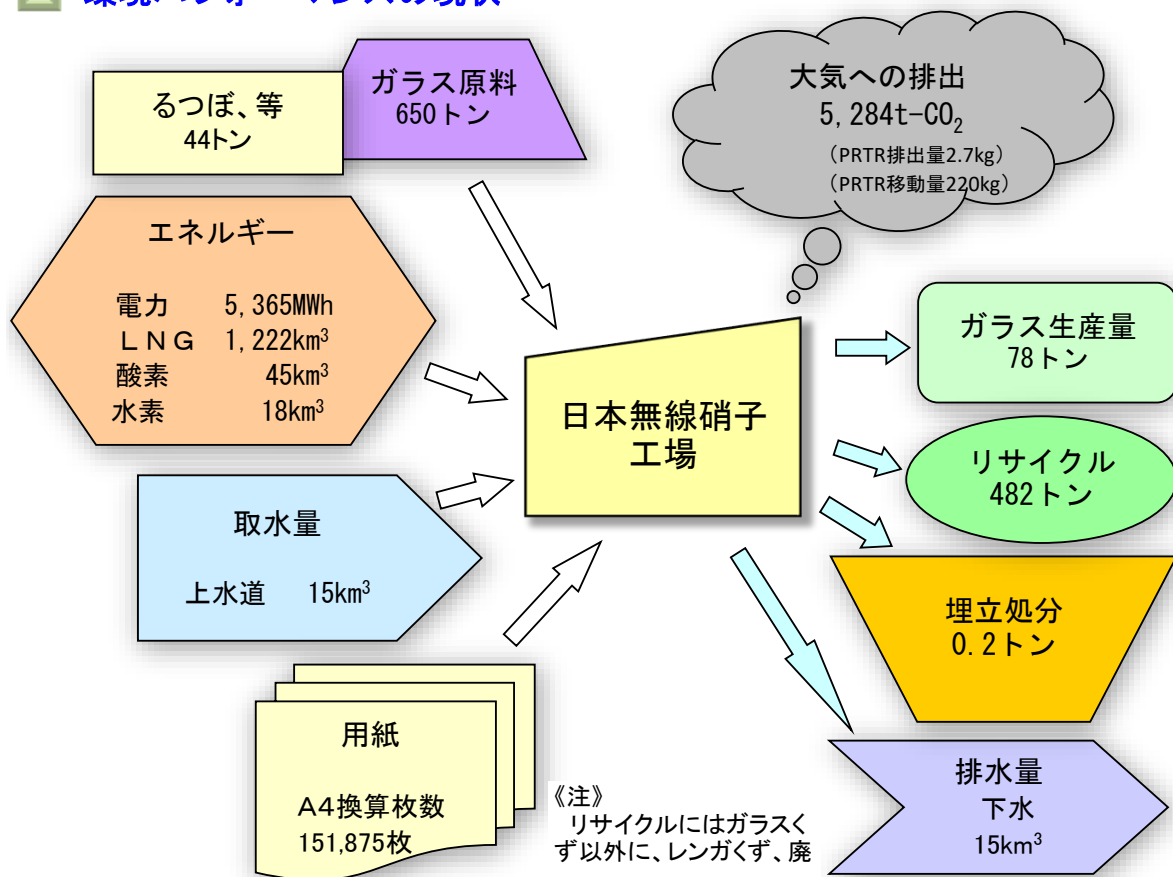 るつぼ、等
44トン
ガラス原料
650トン
大気への排出
5,284t-CO₂
（PRTR排出量2.7kg）
（PRTR移動量220kg）
エネルギー
電力 5,365MWh
ＬＮＧ 1,222km³
酸素 45km³
水素 18km³
ガラス生産量
78トン
日本無線硝子
工場
リサイクル
482トン
取水量
上水道 15km³
埋立処分
0.2トン
用紙
A4換算枚数
151,875枚
《注》
リサイクルにはガラスく
ず以外に、レンガくず、廃
排水量
下水
15km³